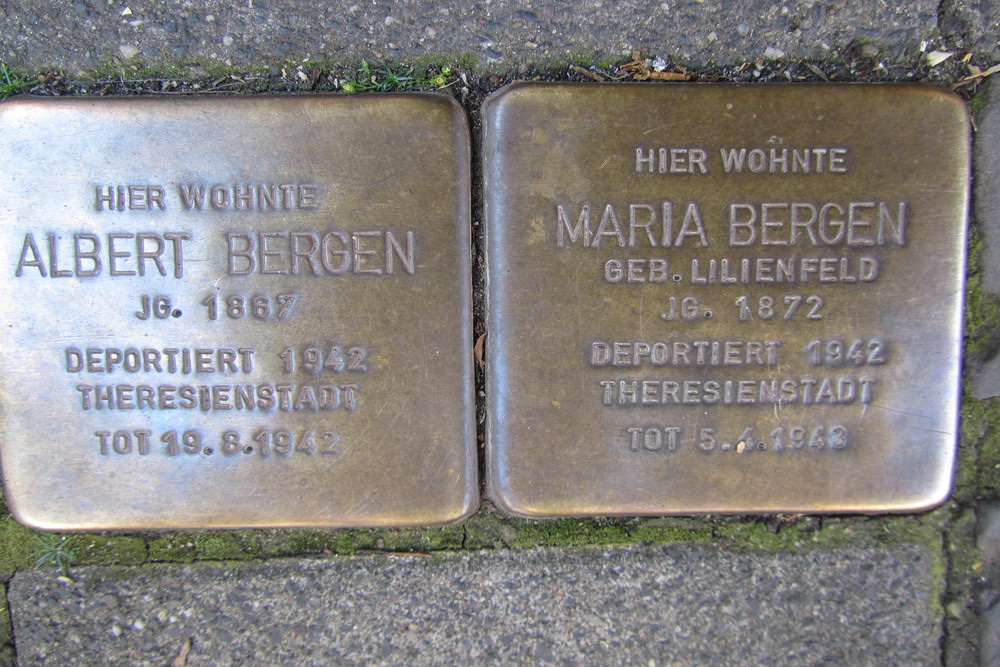 HIER WOHNTE
ALBERT BERGEN
JG. 1867
DEPORTIERT 1942
THERESIENSTADT
TOT 19.8.1942
HIER WOHNTE
MARIA BERGEN
GEB. LILIENFELD
JG. 1872
DEPORTIERT 1942
THERESIENSTADT
TOT 5.4.1943